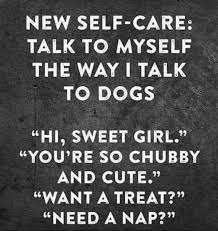 NEW SELF-CARE:
TALK TO MYSELF
THE WAY I TALK
TO DOGS
“HI, SWEET GIRL.”
“YOU’RE SO CHUBBY
AND CUTE.”
“WANT A TREAT?”
“NEED A NAP?”